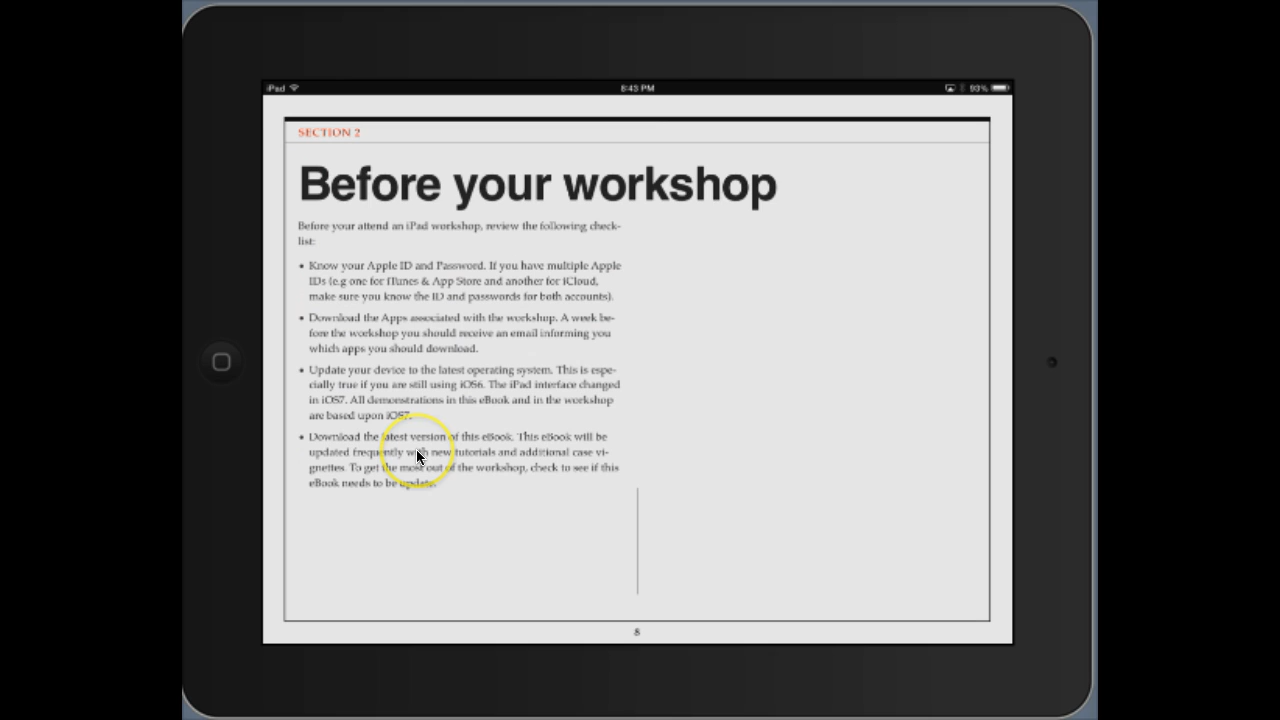 iPad
8:43 PM
93%
SECTION 2
Before your workshop
Before your attend an iPad workshop, review the following check-
list:
• Know your Apple ID and Password. If you have multiple Apple
IDs (e.g one for iTunes & App Store and another for iCloud,
make sure you know the ID and passwords for both accounts).
• Download the Apps associated with the workshop. A week be-
fore the workshop you should receive an email informing you
which apps you should download.
• Update your device to the latest operating system. This is espe-
cially true if you are still using iOS6. The iPad interface changed
in iOS7. All demonstrations in this eBook and in the workshop
are based upon iOS7.
• Download the latest version of this eBook. This eBook will be
updated frequently with new tutorials and additional case vi-
gnettes. To get the most out of the workshop, check to see if this
eBook needs to be update.
8